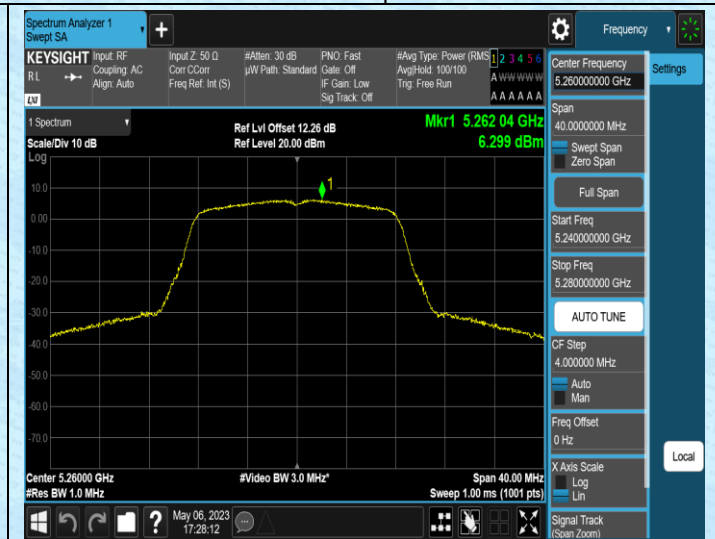 Spectrum Analyzer 1
Swept SA
+
Frequency
KEYSIGHT
R L
LXI
Input: RF
Coupling: AC
Align: Auto
Input Z: 50 Ω
Corr CCorr
Freq Ref: Int (S)
#Atten: 30 dB
µW Path: Standard
PNO: Fast
Gate: Off
IF Gain: Low
Sig Track: Off
#Avg Type: Power (RMS
Avg|Hold: 100/100
Trig: Free Run
1 2 3 4 5 6
A W W W W W
A A A A A A
1 Spectrum
Scale/Div 10 dB
Log
Ref Lvl Offset 12.26 dB
Ref Level 20.00 dBm
Mkr1 5.262 04 GHz
6.299 dBm
1
10.0
0.00
-10.0
-20.0
-30.0
-40.0
-50.0
-60.0
-70.0
Center 5.26000 GHz
#Res BW 1.0 MHz
#Video BW 3.0 MHz*
Span 40.00 MHz
Sweep 1.00 ms (1001 pts)
?
May 06, 2023
17:28:12
Center Frequency
5.260000000 GHz
Span
40.0000000 MHz
Swept Span
Zero Span
Full Span
Start Freq
5.240000000 GHz
Stop Freq
5.280000000 GHz
AUTO TUNE
CF Step
4.000000 MHz
Auto
Man
Freq Offset
0 Hz
X Axis Scale
Log
Lin
Signal Track
(Span Zoom)
Settings
Local